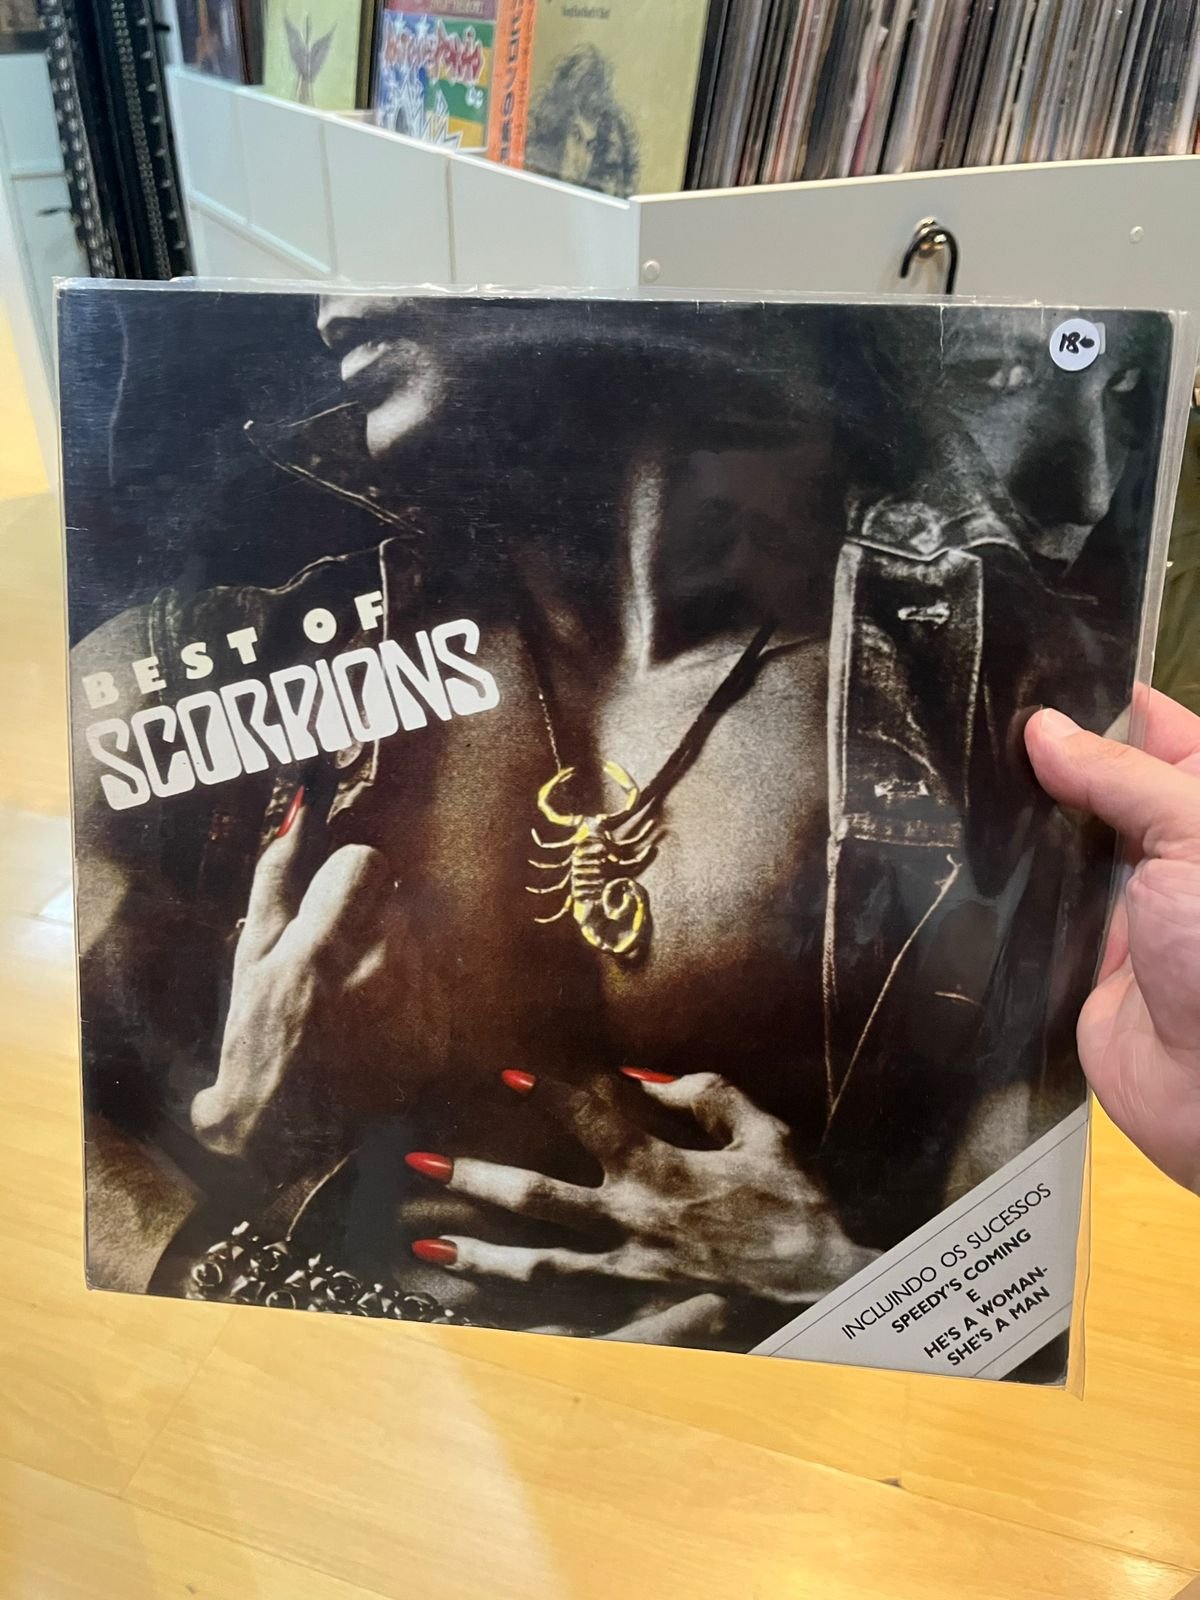 18-
BEST OF
SCORPIONS
INCLUINDO OS SUCESSOS
SPEEDY'S COMING
E
HE'S A WOMAN-
SHE'S A MAN